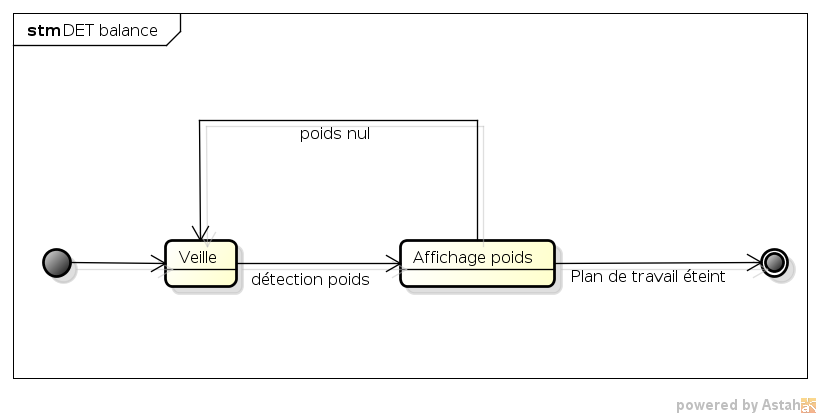 stm DET balance
poids nul
Veille
Affichage poids
détection poids
Plan de travail éteint
powered by Astah